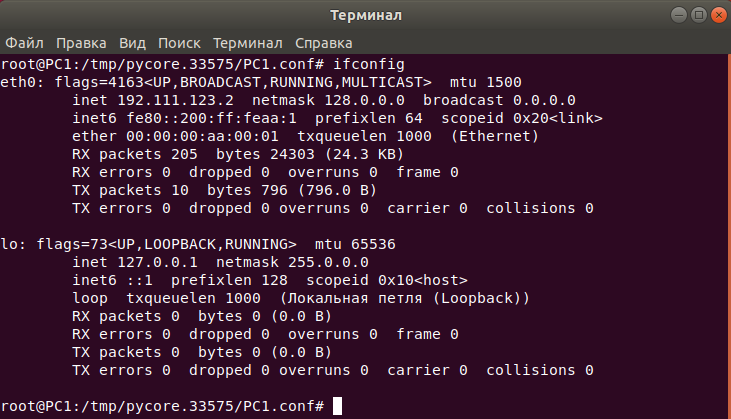 Терминал
Файл Правка Вид Поиск Терминал Справка
root@PC1:/tmp/pycore.33575/PC1.conf# ifconfig
eth0: flags=4163<UP,BROADCAST,RUNNING,MULTICAST>  mtu 1500
        inet 192.111.123.2  netmask 128.0.0.0  broadcast 0.0.0.0
        inet6 fe80::200:ff:feaa:1  prefixlen 64  scopeid 0x20<link>
        ether 00:00:00:aa:00:01  txqueuelen 1000  (Ethernet)
        RX packets 205  bytes 24303 (24.3 KB)
        RX errors 0  dropped 0  overruns 0  frame 0
        TX packets 10  bytes 796 (796.0 B)
        TX errors 0  dropped 0 overruns 0  carrier 0  collisions 0
lo: flags=73<UP,LOOPBACK,RUNNING>  mtu 65536
        inet 127.0.0.1  netmask 255.0.0.0
        inet6 ::1  prefixlen 128  scopeid 0x10<host>
        loop  txqueuelen 1000  (Локальная петля (Loopback))
        RX packets 0  bytes 0 (0.0 B)
        RX errors 0  dropped 0  overruns 0  frame 0
        TX packets 0  bytes 0 (0.0 B)
        TX errors 0  dropped 0 overruns 0  carrier 0  collisions 0
root@PC1:/tmp/pycore.33575/PC1.conf#